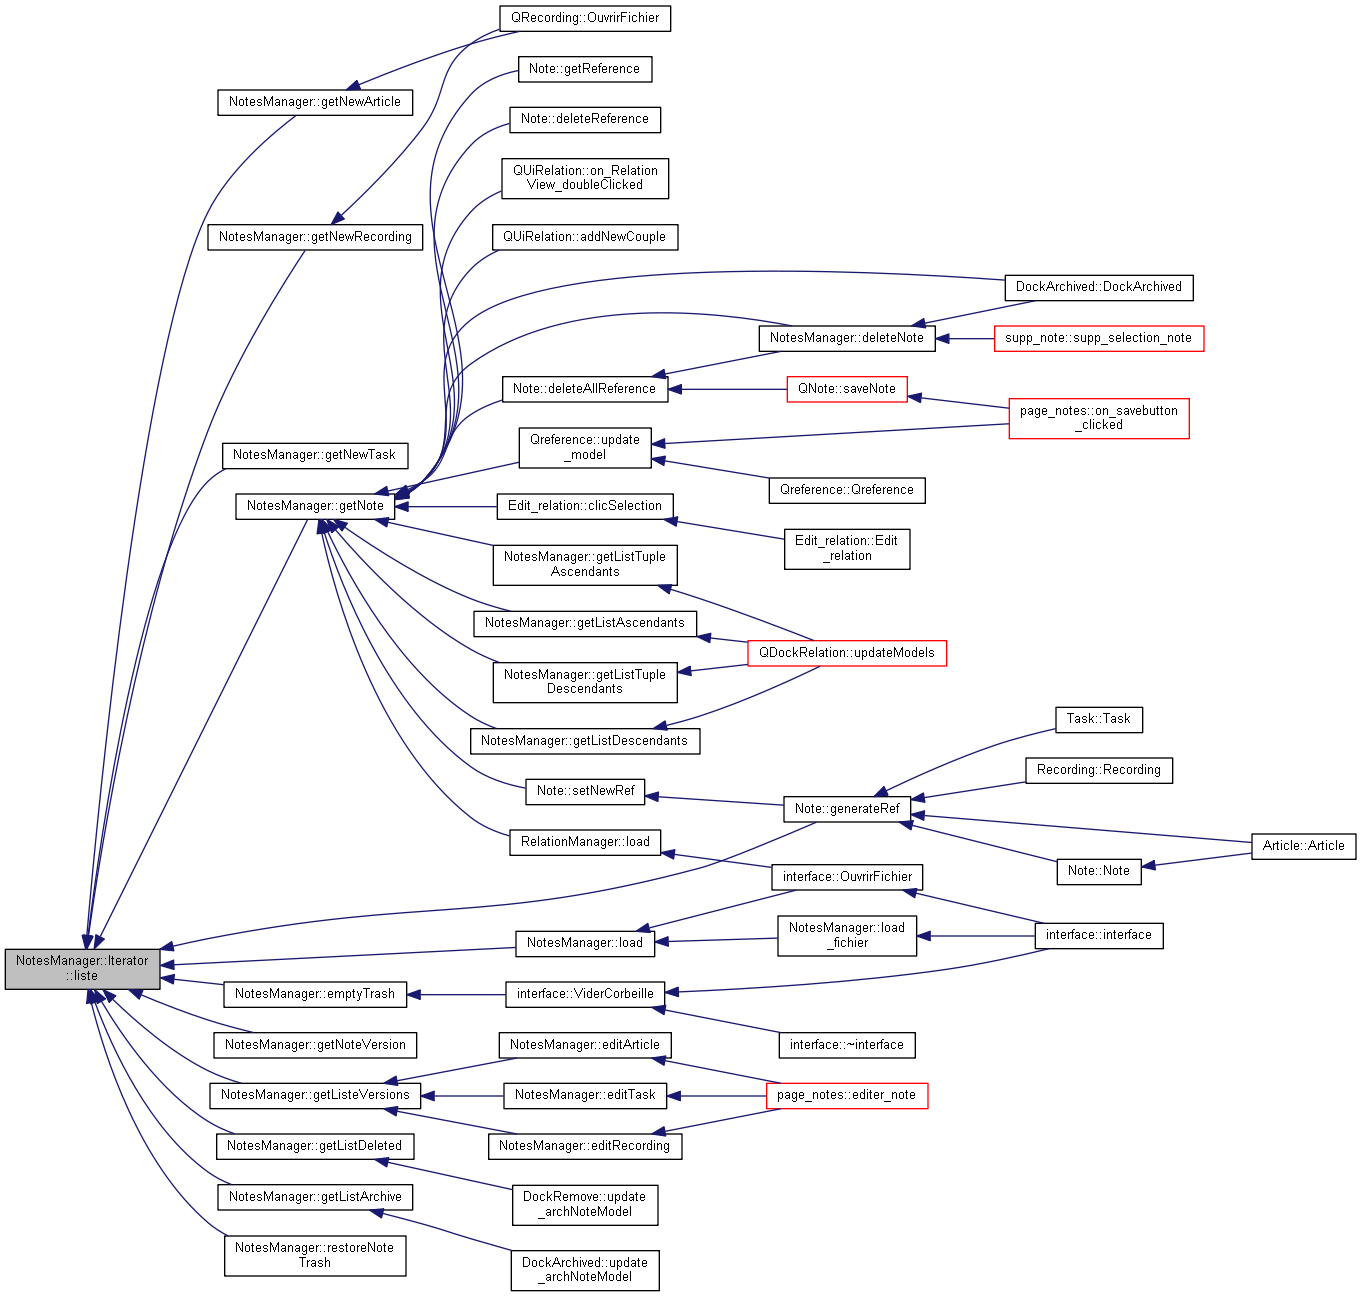 QRecording::OuvrirFichier
Note::getReference
NotesManager::getNewArticle
Note::deleteReference
QUiRelation::on_Relation
View_doubleClicked
NotesManager::getNewRecording
QUiRelation::addNewCouple
DockArchived::DockArchived
NotesManager::deleteNote
supp_note::supp_selection_note
Note::deleteAllReference
QNote::saveNote
page_notes::on_savebutton
_clicked
Qreference::update
_model
NotesManager::getNewTask
Qreference::Qreference
NotesManager::getNote
Edit_relation::clicSelection
Edit_relation::Edit
_relation
NotesManager::getListTuple
Ascendants
NotesManager::getListAscendants
QDockRelation::updateModels
NotesManager::getListTuple
Descendants
NotesManager::getListDescendants
Task::Task
Recording::Recording
Note::setNewRef
Note::generateRef
RelationManager::load
Article::Article
Note::Note
interface::OuvrirFichier
NotesManager::load
NotesManager::load
_fichier
interface::interface
NotesManager::Iterator
::liste
NotesManager::emptyTrash
interface::ViderCorbeille
NotesManager::getNoteVersion
NotesManager::editArticle
interface::~interface
NotesManager::getListeVersions
NotesManager::editTask
page_notes::editer_note
NotesManager::getListDeleted
NotesManager::editRecording
NotesManager::getListArchive
DockRemove::update
_archNoteModel
NotesManager::restoreNote
Trash
DockArchived::update
_archNoteModel